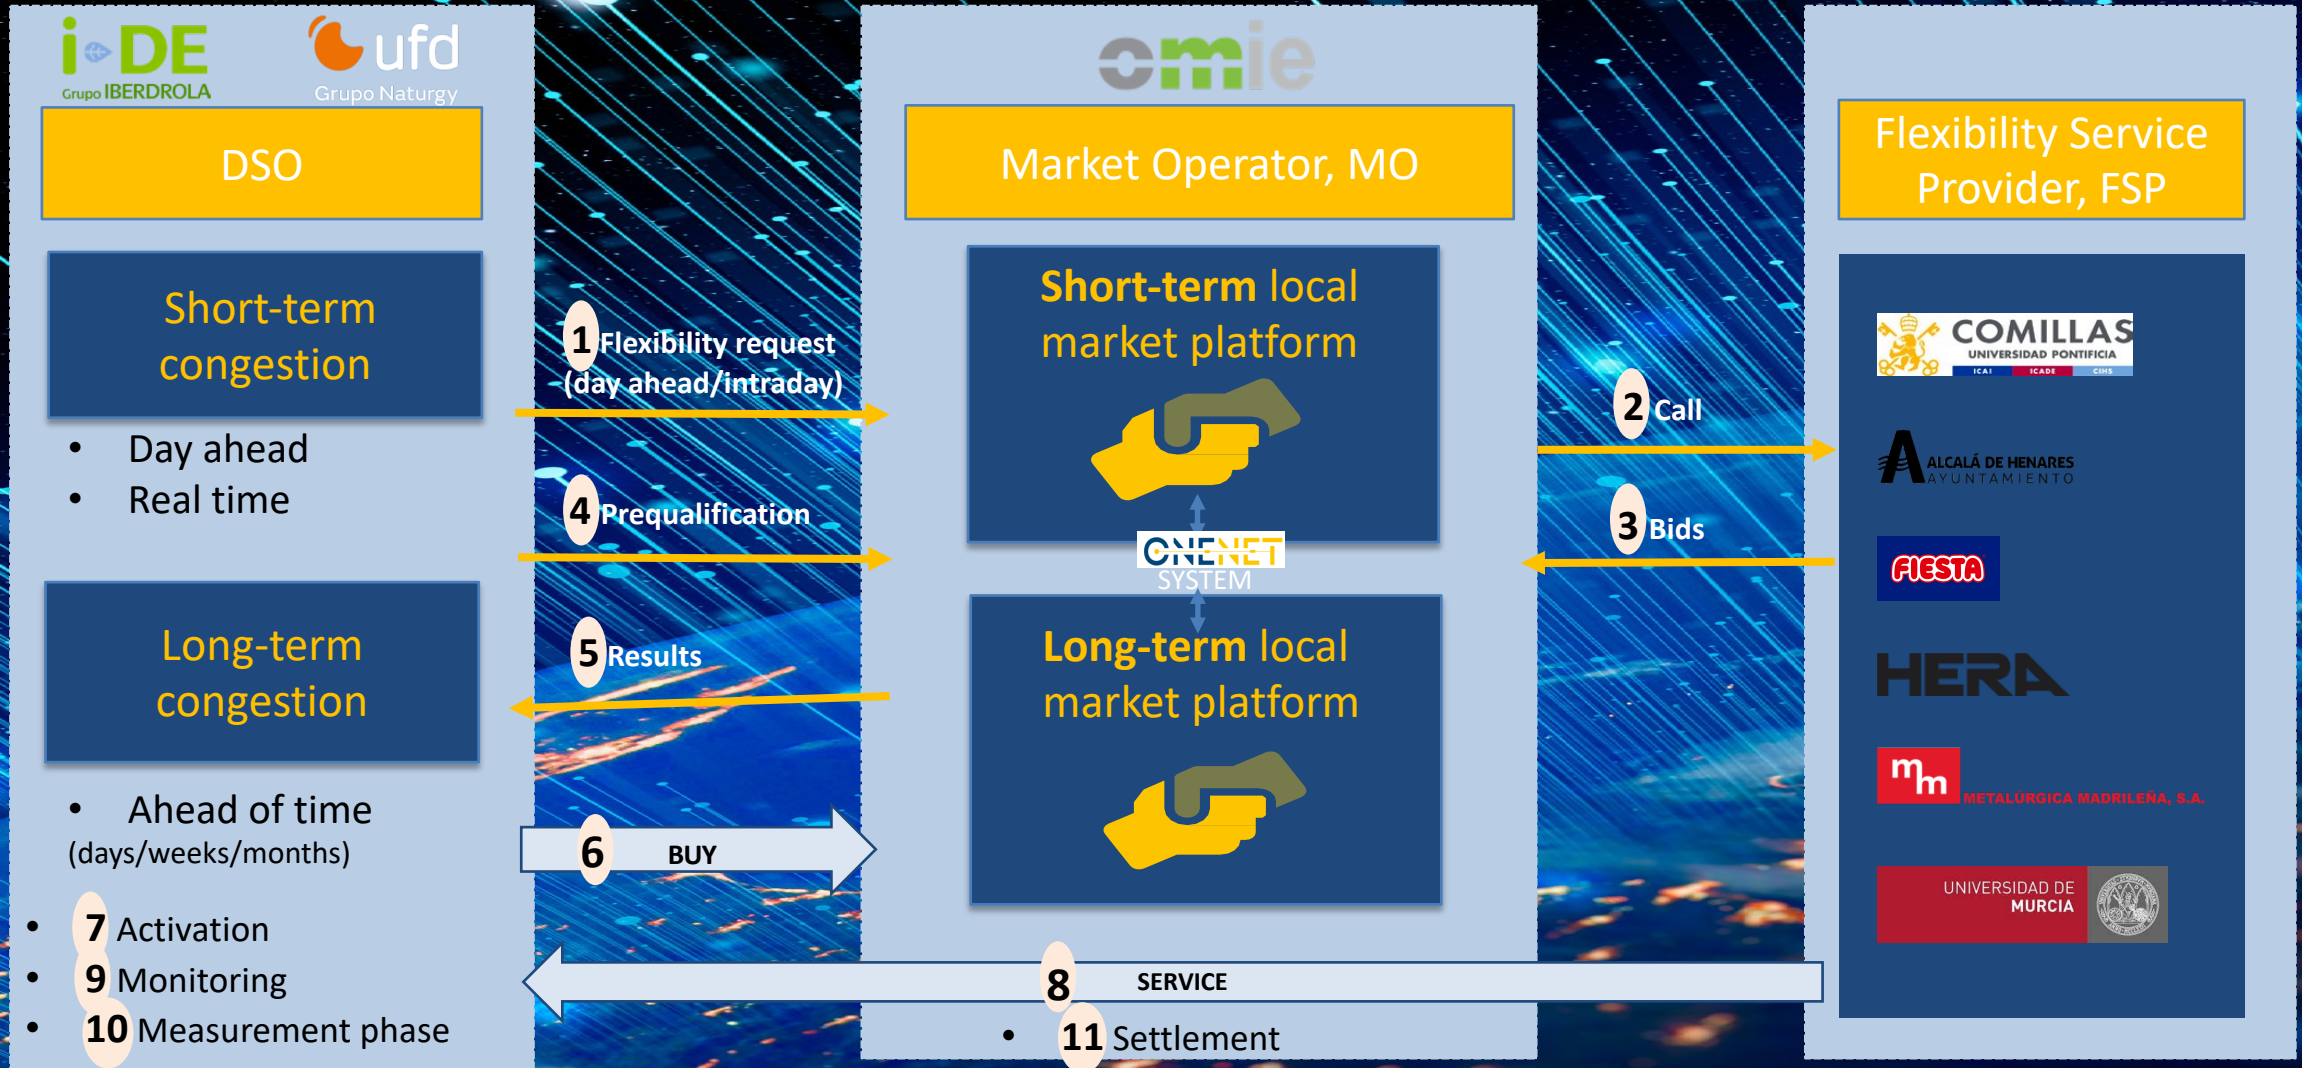 i-DE
Grupo IBERDROLA
ufd
Grupo Naturgy
DSO
Short-term
congestion
• Day ahead
• Real time
Long-term
congestion
• Ahead of time
(days/weeks/months)
• 7 Activation
• 9 Monitoring
• 10 Measurement phase
1 Flexibility request
(day ahead/intraday)
4 Prequalification
5 Results
6 BUY
omie
Market Operator, MO
Short-term local
market platform
ONENET
SYSTEM
Long-term local
market platform
8 SERVICE
• 11 Settlement
2 Call
3 Bids
Flexibility Service
Provider, FSP
COMILLAS
UNIVERSIDAD PONTIFICIA
ICAI ICADE CIHS
ALCALÁ DE HENARES
AYUNTAMIENTO
FIESTA
HERA
mm
METALÚRGICA MADRILEÑA, S.A.
UNIVERSIDAD DE
MURCIA